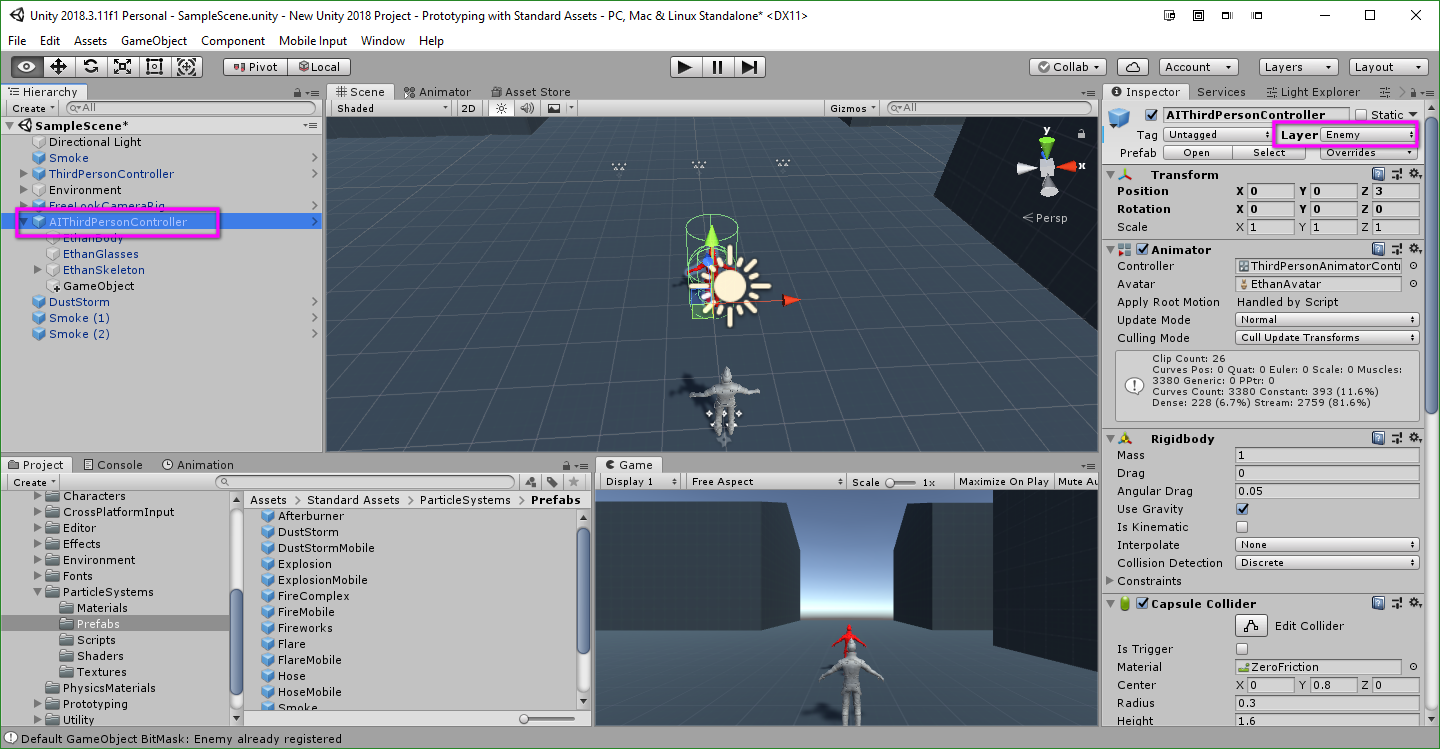 Unity 2018.3.11f1 Personal - SampleScene.unity - New Unity 2018 Project - Prototyping with Standard Assets - PC, Mac & Linux Standalone* <DX11>
File Edit Assets GameObject Component Mobile Input Window Help
Pivot Local Collab Account Layers Layout
Hierarchy
Create All
SampleScene*
Directional Light
Smoke
ThirdPersonController
Environment
FreeLookCameraRig
AIThirdPersonController
EthanBody
EthanGlasses
EthanSkeleton
GameObject
DustStorm
Smoke (1)
Smoke (2)
Scene Animator Asset Store
Shaded 2D Gizmos All
y
x
Persp
Inspector Services Light Explorer
AIThirdPersonController Static
Tag Untagged Layer Enemy
Prefab Open Select Overrides
Transform
Position X 0 Y 0 Z 3
Rotation X 0 Y 0 Z 0
Scale X 1 Y 1 Z 1
Animator
Controller ThirdPersonAnimatorContr
Avatar EthanAvatar
Apply Root Motion Handled by Script
Update Mode Normal
Culling Mode Cull Update Transforms
Clip Count: 26
Curves Pos: 0 Quat: 0 Euler: 0 Scale: 0 Muscles:
3380 Generic: 0 PPtr: 0
Curves Count: 3380 Constant: 393 (11.6%)
Dense: 228 (6.7%) Stream: 2759 (81.6%)
Rigidbody
Mass 1
Drag 0
Angular Drag 0.05
Use Gravity
Is Kinematic
Interpolate None
Collision Detection Discrete
Constraints
Capsule Collider
Edit Collider
Is Trigger
Material ZeroFriction
Center X 0 Y 0.8 Z 0
Radius 0.3
Height 1.6
Project Console Animation
Create
Characters
CrossPlatformInput
Editor
Effects
Environment
Fonts
ParticleSystems
Materials
Prefabs
Scripts
Shaders
Textures
PhysicsMaterials
Prototyping
Utility
Assets > Standard Assets > ParticleSystems > Prefabs
Afterburner
DustStorm
DustStormMobile
Explosion
ExplosionMobile
FireComplex
FireMobile
Fireworks
Flare
FlareMobile
Hose
HoseMobile
Smoke
Game
Display 1 Free Aspect Scale 1x Maximize On Play Mute Au
Default GameObject BitMask: Enemy already registered